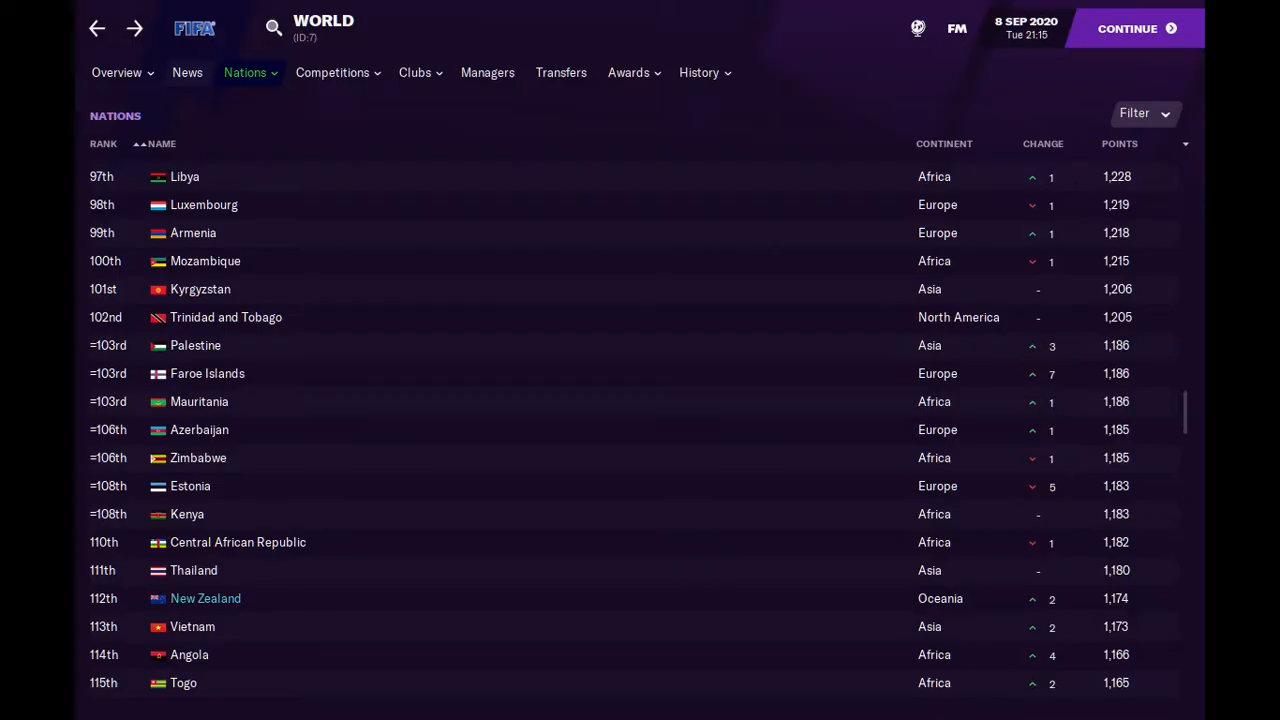 FIFA WORLD FM 8 SEP 2020 CONTINUE
(ID:7) Tue 21:15
Overview News Nations Competitions Clubs Managers Transfers Awards History
NATIONS Filter
RANK NAME CONTINENT CHANGE POINTS
97th Libya Africa 1 1,228
98th Luxembourg Europe 1 1,219
99th Armenia Europe 1 1,218
100th Mozambique Africa 1 1,215
101st Kyrgyzstan Asia - 1,206
102nd Trinidad and Tobago North America - 1,205
=103rd Palestine Asia 3 1,186
=103rd Faroe Islands Europe 7 1,186
=103rd Mauritania Africa 1 1,186
=106th Azerbaijan Europe 1 1,185
=106th Zimbabwe Africa 1 1,185
=108th Estonia Europe 5 1,183
=108th Kenya Africa - 1,183
110th Central African Republic Africa 1 1,182
111th Thailand Asia - 1,180
112th New Zealand Oceania 2 1,174
113th Vietnam Asia 2 1,173
114th Angola Africa 4 1,166
115th Togo Africa 2 1,165